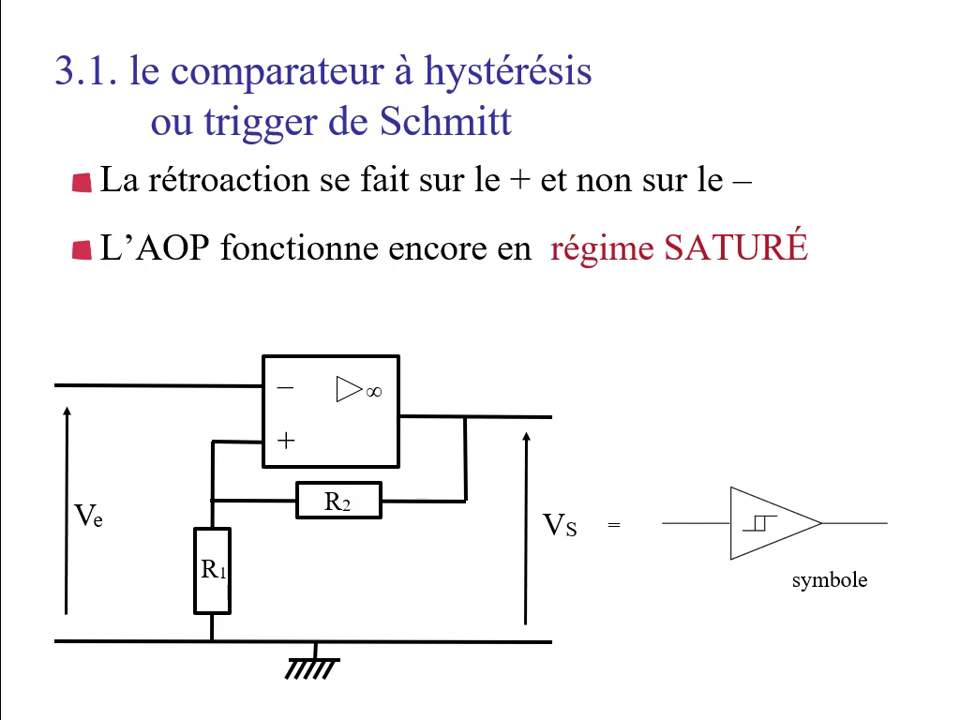 3.1. le comparateur à hystérésis
ou trigger de Schmitt
La rétroaction se fait sur le + et non sur le –
L’AOP fonctionne encore en régime SATURÉ
– ▷∞
+
R2
Ve
VS =
R1
symbole